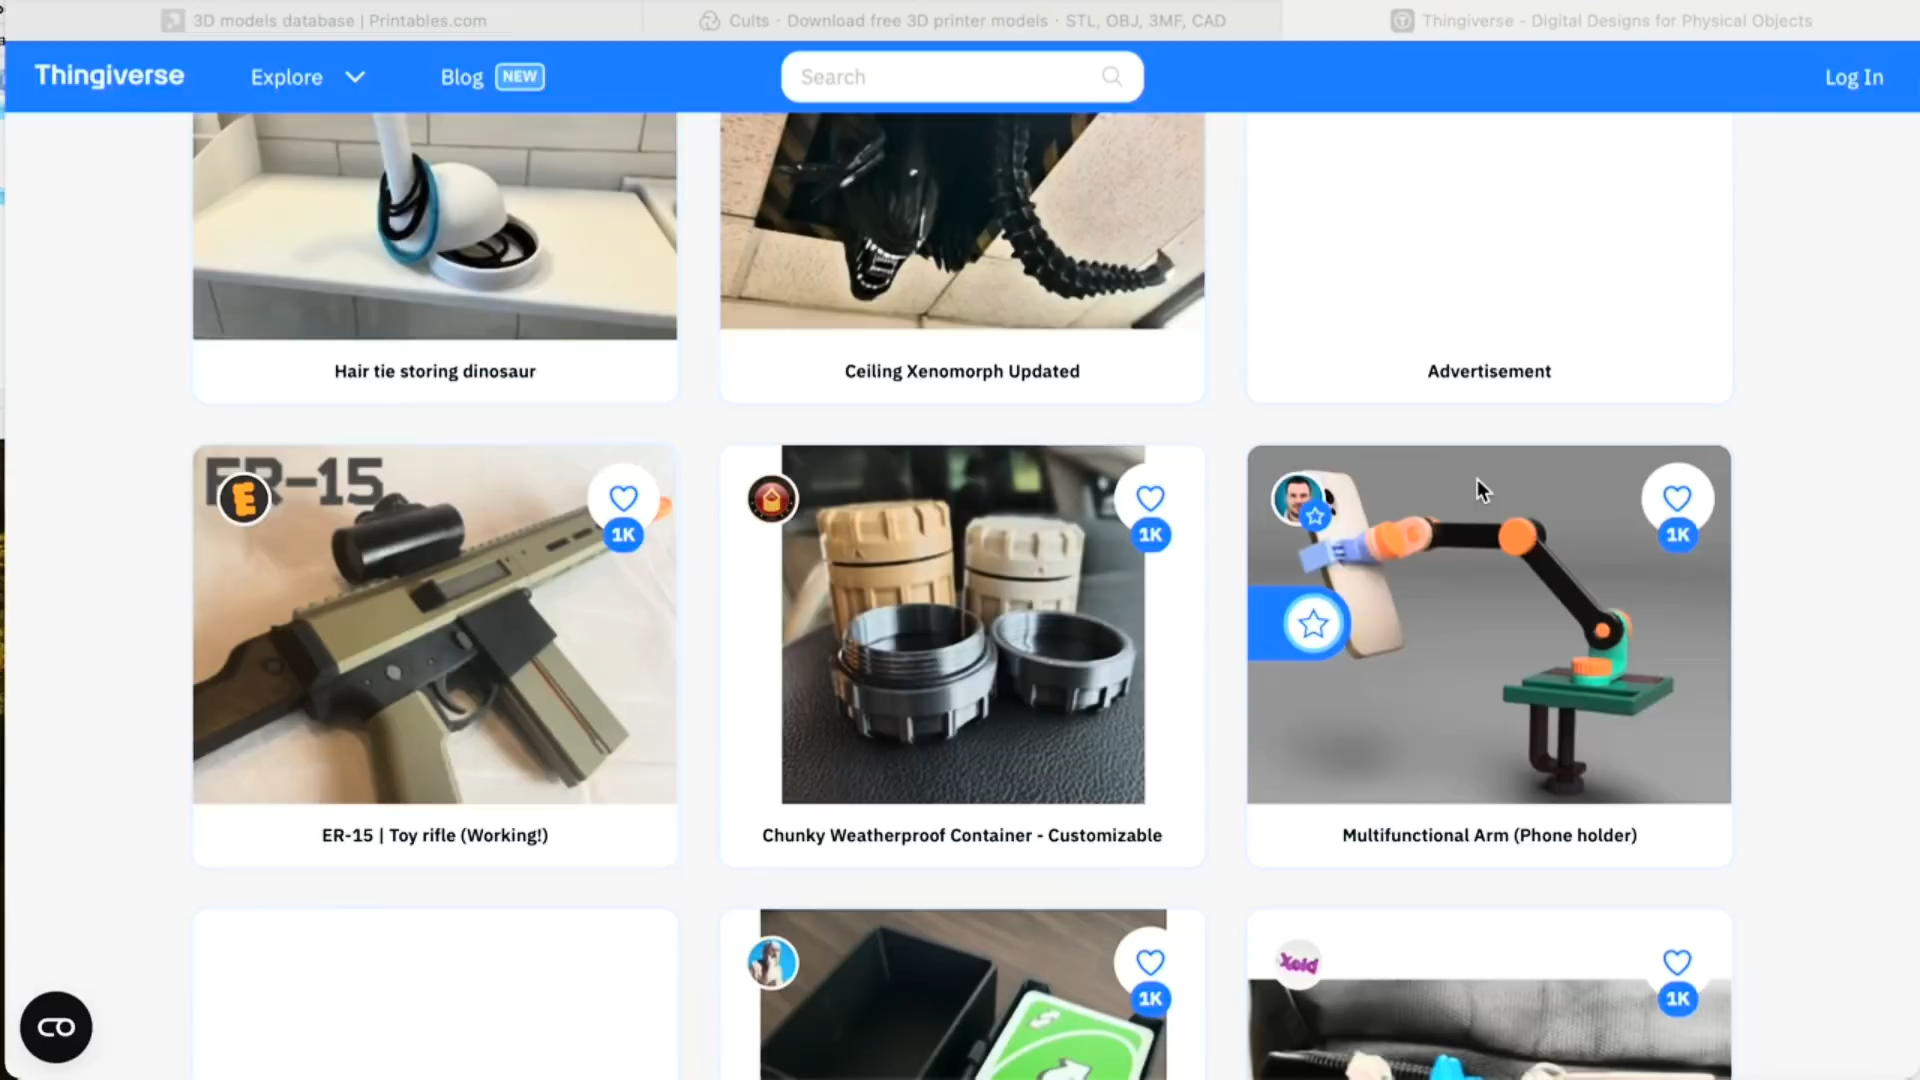 3D models database | Printables.com
Cults · Download free 3D printer models · STL, OBJ, 3MF, CAD
Thingiverse - Digital Designs for Physical Objects
Thingiverse
Explore
Blog
NEW
Search
Log In
Hair tie storing dinosaur
Ceiling Xenomorph Updated
Advertisement
ER-15
E
1K
1K
1K
ER-15 | Toy rifle (Working!)
Chunky Weatherproof Container - Customizable
Multifunctional Arm (Phone holder)
1K
Xoid
1K